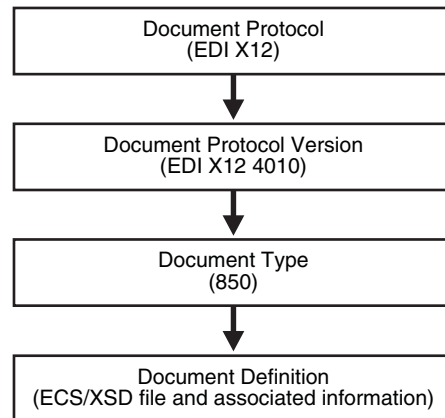 Document Protocol
(EDI X12)
Document Protocol Version
(EDI X12 4010)
Document Type
(850)
Document Definition
(ECS/XSD file and associated information)